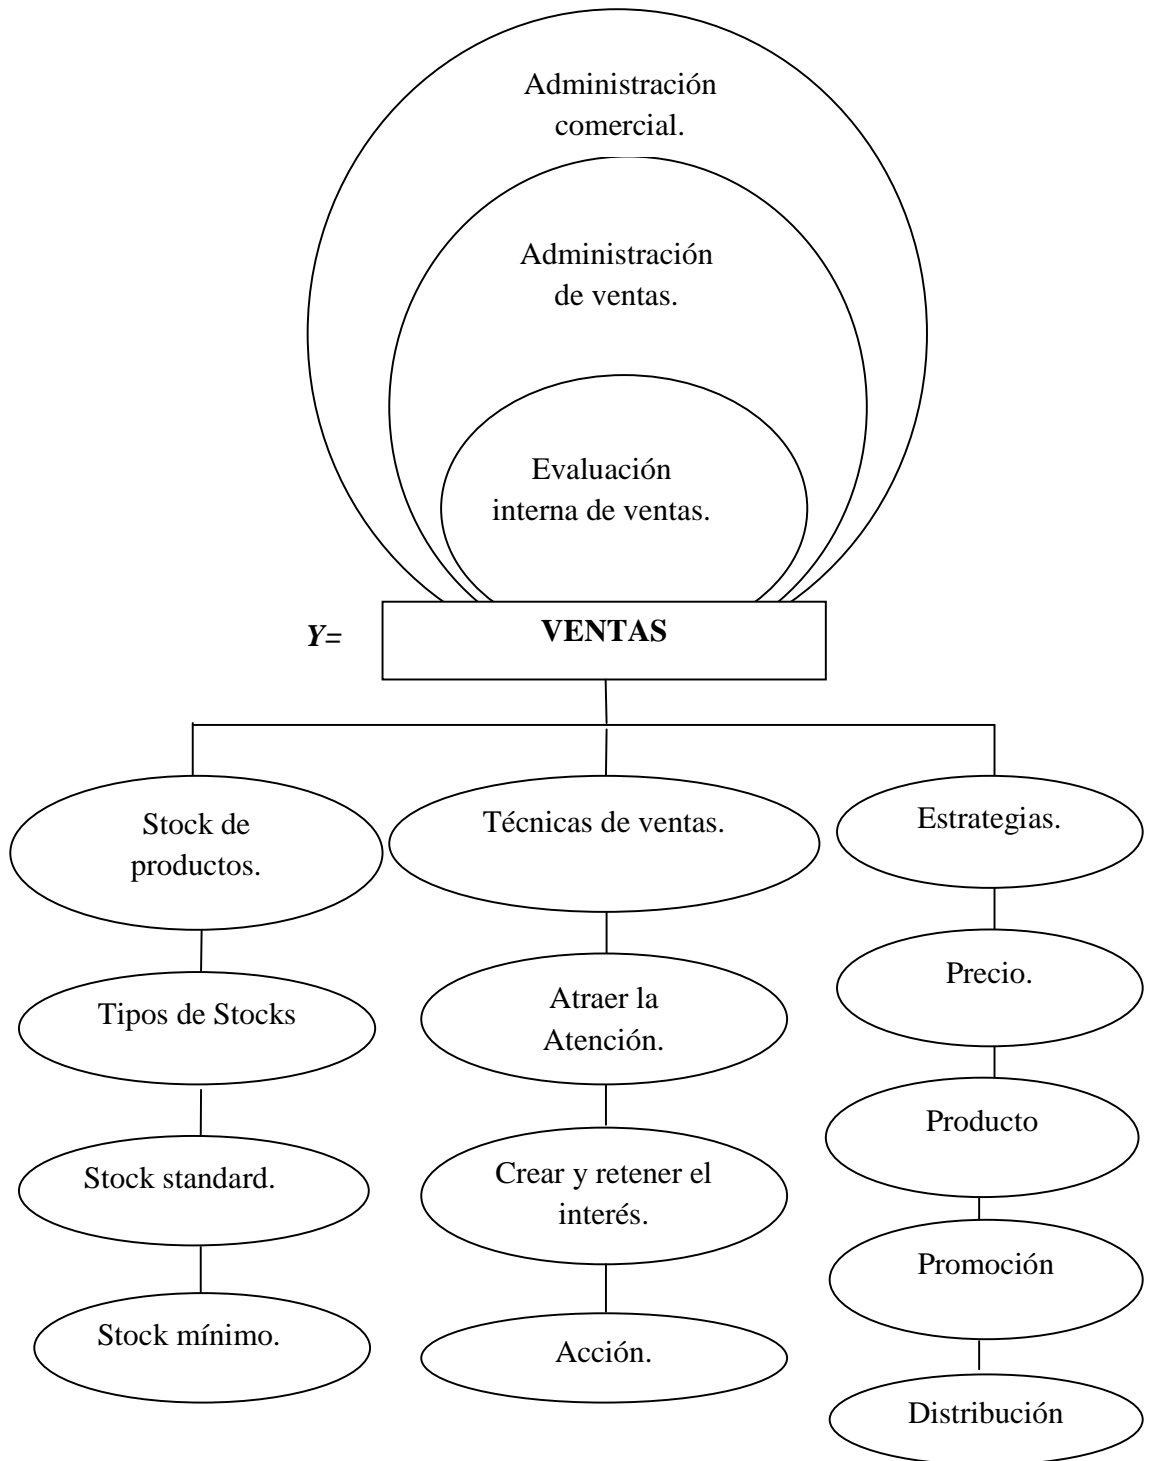 Administración
comercial.
Administración
de ventas.
Evaluación
interna de ventas.
Y=
VENTAS
Stock de
productos.
Técnicas de ventas.
Estrategias.
Tipos de Stocks
Atraer la
Atención.
Precio.
Stock standard.
Crear y retener el
interés.
Producto
Stock mínimo.
Acción.
Promoción
Distribución